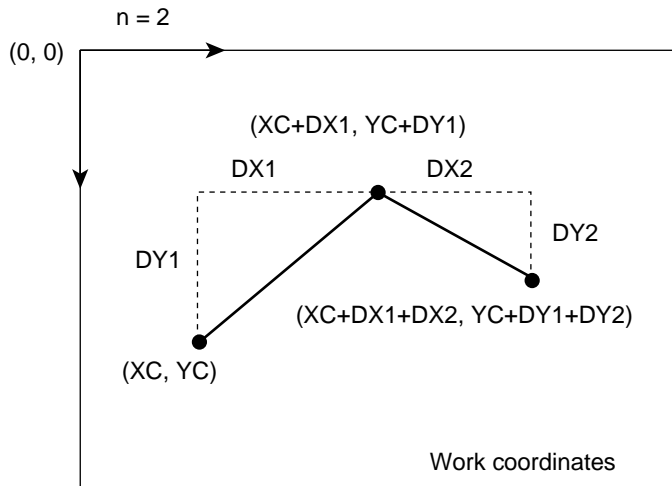 n = 2
(0, 0)
(XC+DX1, YC+DY1)
DX1
DX2
DY1
DY2
(XC+DX1+DX2, YC+DY1+DY2)
(XC, YC)
Work coordinates